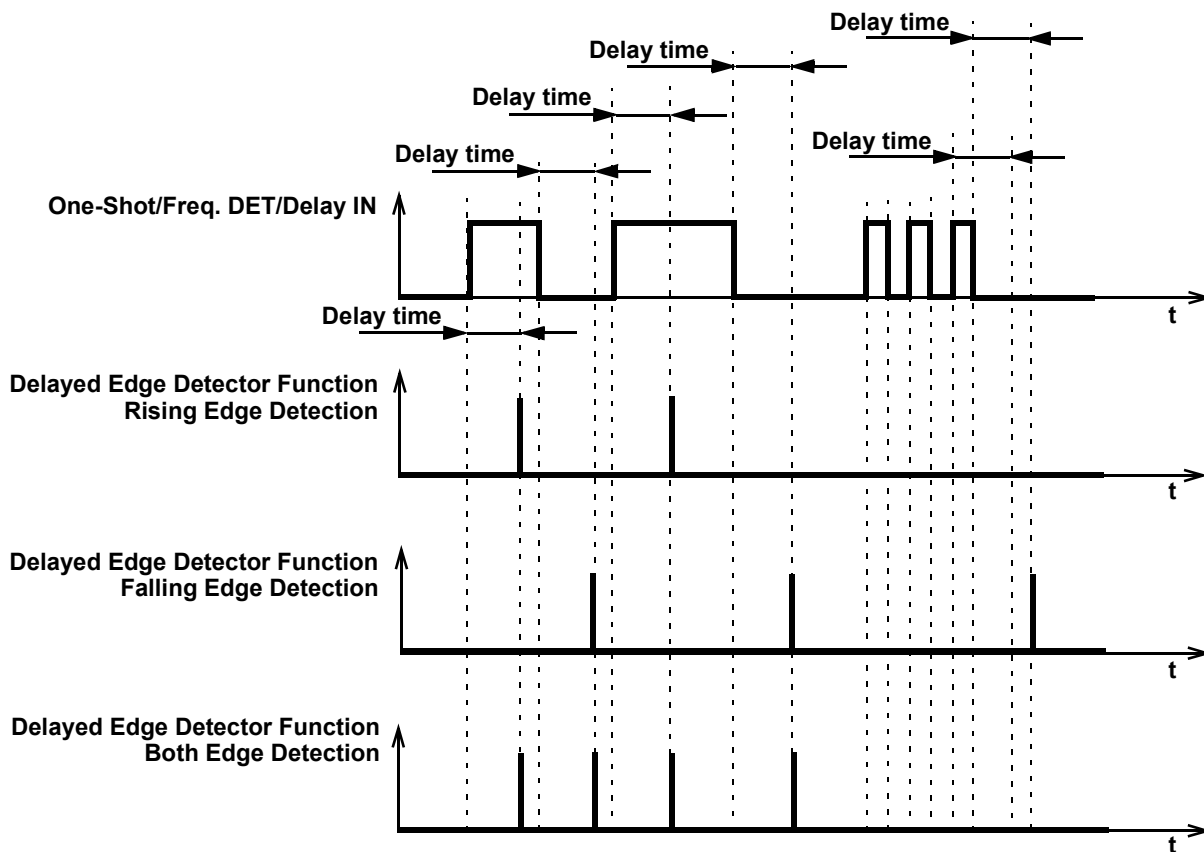 Delay time
Delay time
Delay time
Delay time
Delay time
One-Shot/Freq. DET/Delay IN
t
Delay time
Delayed Edge Detector Function
Rising Edge Detection
t
Delayed Edge Detector Function
Falling Edge Detection
t
Delayed Edge Detector Function
Both Edge Detection
t